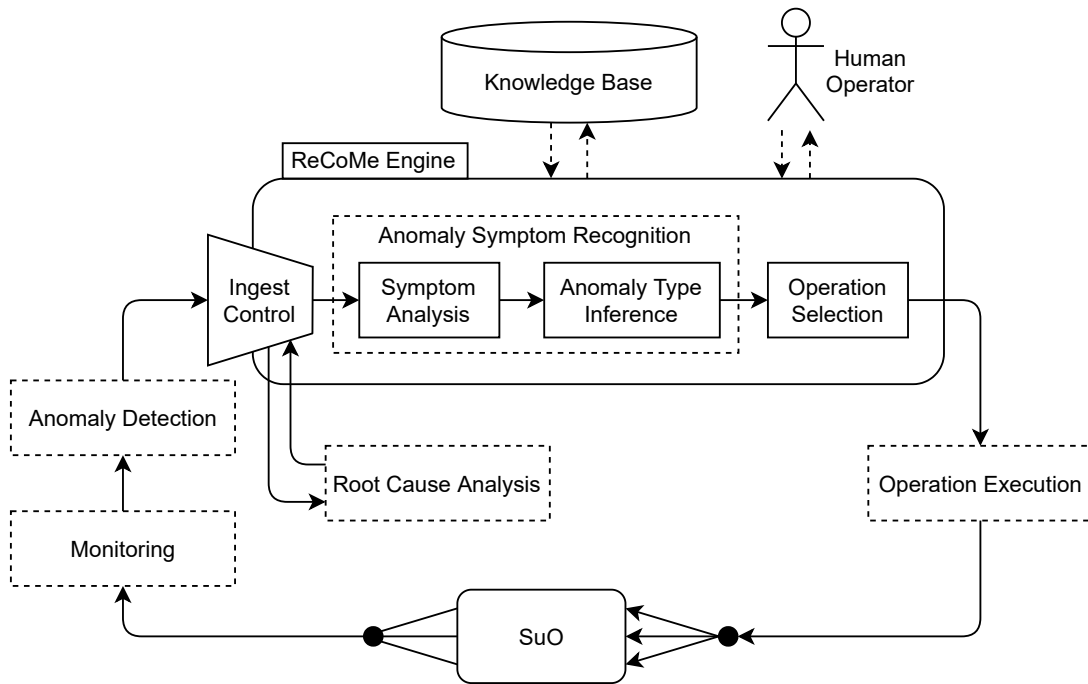 Knowledge Base
Human
Operator
ReCoMe Engine
Anomaly Symptom Recognition
Ingest
Control
Symptom
Analysis
Anomaly Type
Inference
Operation
Selection
Anomaly Detection
Root Cause Analysis
Operation Execution
Monitoring
SuO